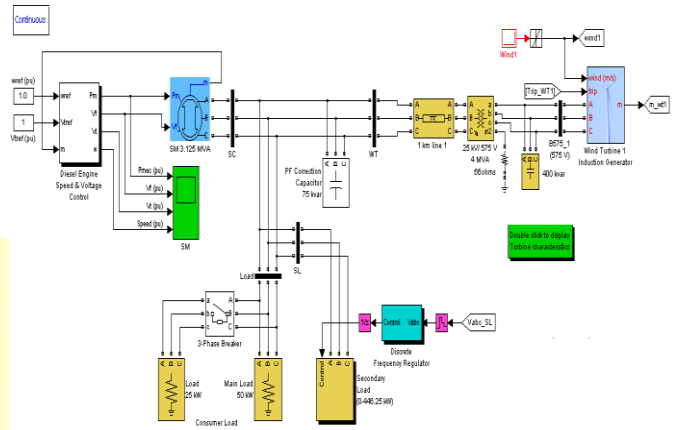 Continuous
wref (pu)
1.0
Vtref (pu)
1
wref
Vtref
m
Pm
Vf
Vt
m
Diesel Engine
Speed & Voltage
Control
Pm
Vf
m
A
B
C
SM 3.125 MVA
Pmec (pu)
Vf (pu)
Vt (pu)
Speed (pu)
SM
SC
A B C
PF Correction
Capacitor
75 kvar
WT
A
B
C
A
B
C
1 km line 1
A
B
C
a
b
c
n2
25 kV/575 V
4 MVA
66ohms
A B C
400 kvar
B575_1
(575 V)
Wind1
wind1
[Trip_WT1]
wind (m/s)
trip
A
B
C
m
m_wt1
Wind Turbine 1
Induction Generator
Double click to display
Turbine characteristics
SL
Load
a
b
c
A
B
C
3-Phase Breaker
A B C
Load
25 kW
Main Load
50 kW
A B C
Consumer Load
Control
A B C
Secondary
Load
(0-446.25 kW)
1/z
Control
Vabc
Discrete
Frequency Regulator
Vabc_SL